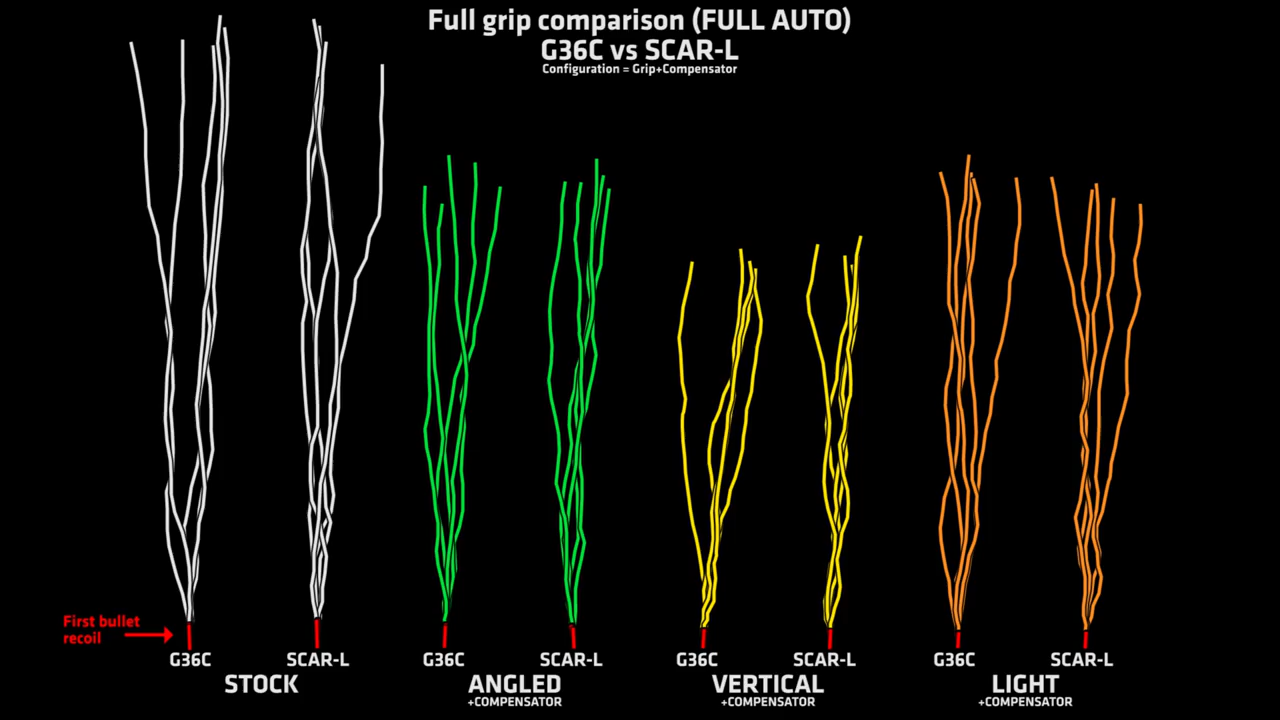 Full grip comparison (FULL AUTO)
G36C vs SCAR-L
Configuration = Grip+Compensator
First bullet
recoil
G36C SCAR-L G36C SCAR-L G36C SCAR-L G36C SCAR-L
STOCK ANGLED VERTICAL LIGHT
+COMPENSATOR +COMPENSATOR +COMPENSATOR